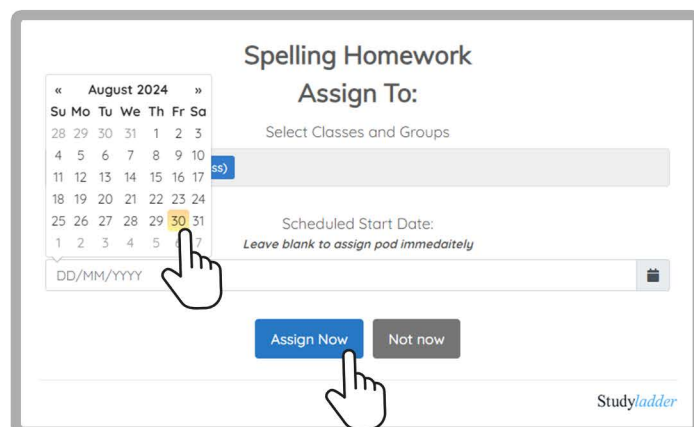 Spelling Homework
Assign To:
Select Classes and Groups
ss)
« August 2024 »
Su Mo Tu We Th Fr Sa
28 29 30 31 1 2 3
4 5 6 7 8 9 10
11 12 13 14 15 16 17
18 19 20 21 22 23 24
25 26 27 28 29 30 31
1 2 3 4 5 6 7
Scheduled Start Date:
Leave blank to assign pod immedaitely
DD/MM/YYYY
Assign Now
Not now
Studyladder